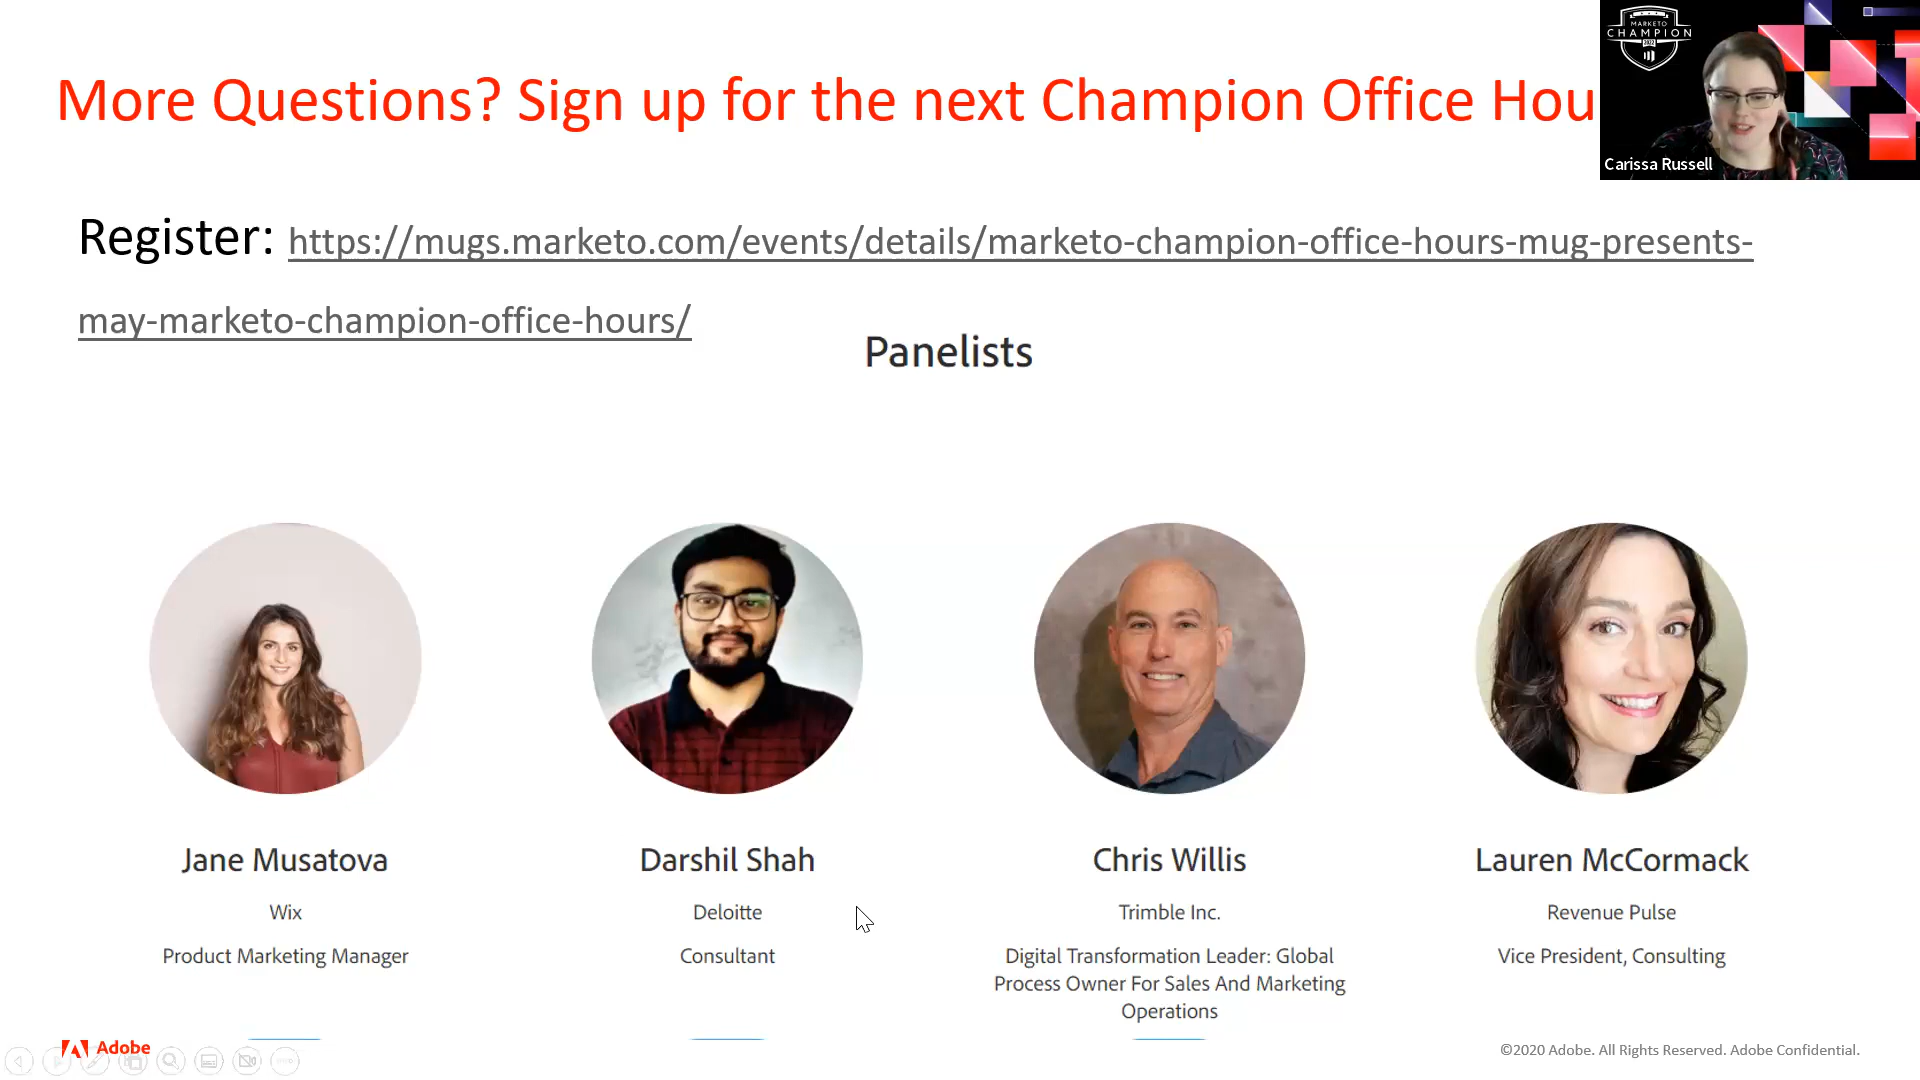 More Questions? Sign up for the next Champion Office Hou
MARKETO
CHAMPION
Carissa Russell
Register: https://mugs.marketo.com/events/details/marketo-champion-office-hours-mug-presents-
may-marketo-champion-office-hours/
Panelists
Jane Musatova
Wix
Product Marketing Manager
Darshil Shah
Deloitte
Consultant
Chris Willis
Trimble Inc.
Digital Transformation Leader: Global
Process Owner For Sales And Marketing
Operations
Lauren McCormack
Revenue Pulse
Vice President, Consulting
Adobe
©2020 Adobe. All Rights Reserved. Adobe Confidential.